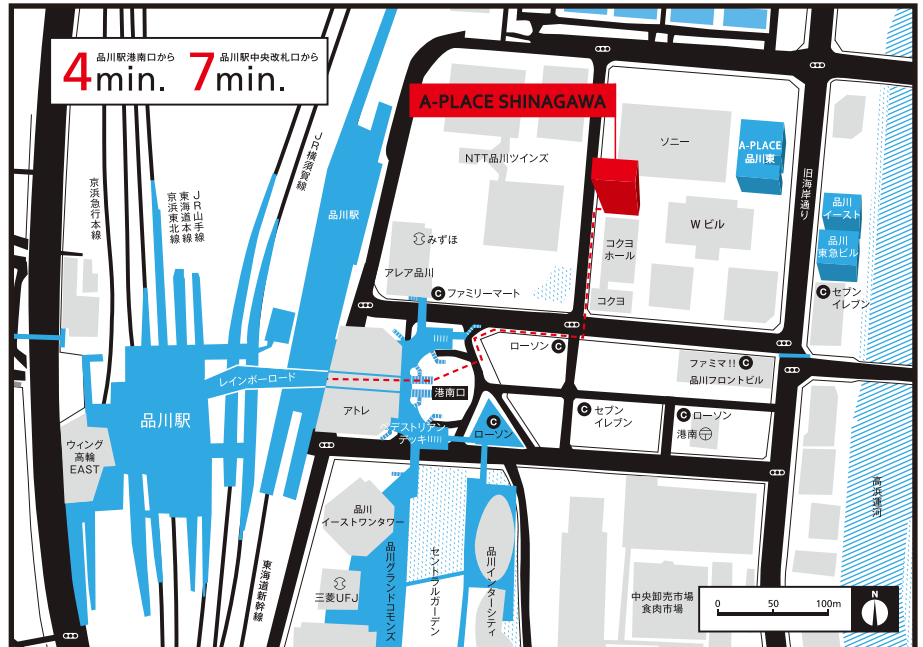 品川駅港南口から
4min.
品川駅中央改札口から
7min.
A-PLACE SHINAGAWA
NTT品川ツインズ
ソニー
A-PLACE
品川東
旧海岸通り
品川
イースト
品川
東急ビル
セブン
イレブン
Wビル
コクヨ
ホール
コクヨ
みずほ
アレア品川
ファミリーマート
JR横須賀線
品川駅
京浜急行本線
JR山手線
東海道本線
京浜東北線
ローソン
ファミマ!!
品川フロントビル
レインボーロード
港南口
アトレ
品川駅
ペデストリアン
デッキ
ローソン
セブン
イレブン
ローソン
港南
ウィング
高輪
EAST
品川
イーストワンタワー
三菱UFJ
東海道新幹線
品川グランドコモンズ
セントラルガーデン
品川インターシティ
高浜運河
中央卸売市場
食肉市場
0 50 100m
N